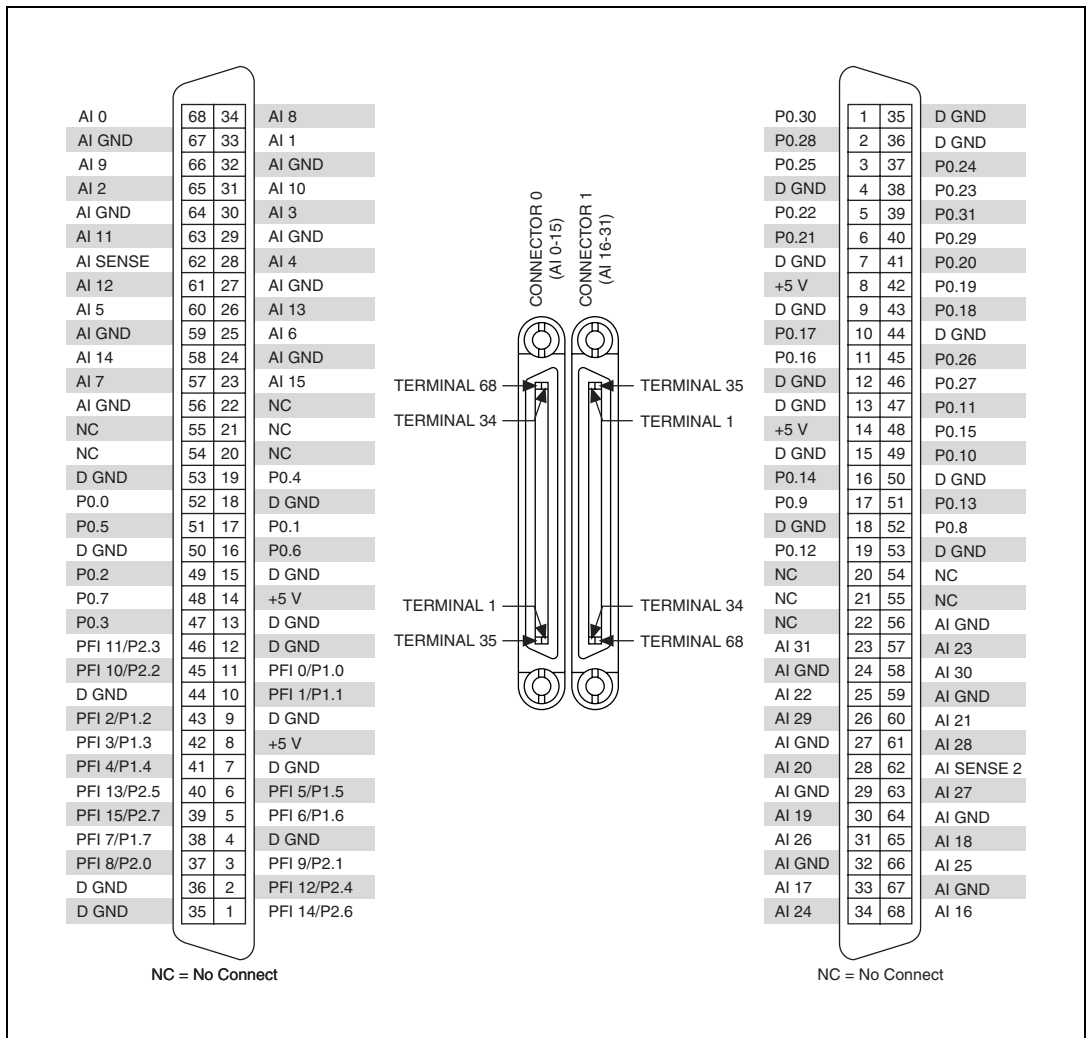 AI 0 68 34 AI 8
AI GND 67 33 AI 1
AI 9 66 32 AI GND
AI 2 65 31 AI 10
AI GND 64 30 AI 3
AI 11 63 29 AI GND
AI SENSE 62 28 AI 4
AI 12 61 27 AI GND
AI 5 60 26 AI 13
AI GND 59 25 AI 6
AI 14 58 24 AI GND
AI 7 57 23 AI 15
AI GND 56 22 NC
NC 55 21 NC
NC 54 20 NC
D GND 53 19 P0.4
P0.0 52 18 D GND
P0.5 51 17 P0.1
D GND 50 16 P0.6
P0.2 49 15 D GND
P0.7 48 14 +5 V
P0.3 47 13 D GND
PFI 11/P2.3 46 12 D GND
PFI 10/P2.2 45 11 PFI 0/P1.0
D GND 44 10 PFI 1/P1.1
PFI 2/P1.2 43 9 D GND
PFI 3/P1.3 42 8 +5 V
PFI 4/P1.4 41 7 D GND
PFI 13/P2.5 40 6 PFI 5/P1.5
PFI 15/P2.7 39 5 PFI 6/P1.6
PFI 7/P1.7 38 4 D GND
PFI 8/P2.0 37 3 PFI 9/P2.1
D GND 36 2 PFI 12/P2.4
D GND 35 1 PFI 14/P2.6
NC = No Connect
CONNECTOR 0
(AI 0-15)
CONNECTOR 1
(AI 16-31)
TERMINAL 68
TERMINAL 34
TERMINAL 35
TERMINAL 1
TERMINAL 1
TERMINAL 35
TERMINAL 34
TERMINAL 68
P0.30 1 35 D GND
P0.28 2 36 D GND
P0.25 3 37 P0.24
D GND 4 38 P0.23
P0.22 5 39 P0.31
P0.21 6 40 P0.29
D GND 7 41 P0.20
+5 V 8 42 P0.19
D GND 9 43 P0.18
P0.17 10 44 D GND
P0.16 11 45 P0.26
D GND 12 46 P0.27
D GND 13 47 P0.11
+5 V 14 48 P0.15
D GND 15 49 P0.10
P0.14 16 50 D GND
P0.9 17 51 P0.13
D GND 18 52 P0.8
P0.12 19 53 D GND
NC 20 54 NC
NC 21 55 NC
NC 22 56 AI GND
AI 31 23 57 AI 23
AI GND 24 58 AI 30
AI 22 25 59 AI GND
AI 29 26 60 AI 21
AI GND 27 61 AI 28
AI 20 28 62 AI SENSE 2
AI GND 29 63 AI 27
AI 19 30 64 AI GND
AI 26 31 65 AI 18
AI GND 32 66 AI 25
AI 17 33 67 AI GND
AI 24 34 68 AI 16
NC = No Connect